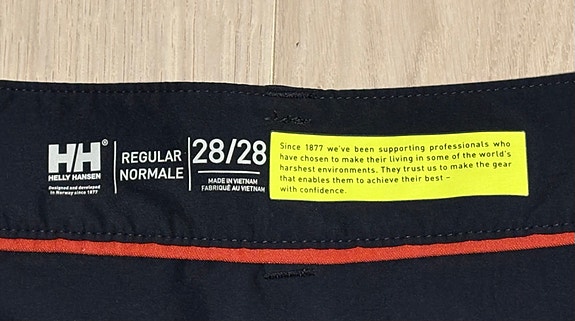 HH®
HELLY HANSEN
Designed and developed
in Norway since 1877
REGULAR
NORMALE
28/28
MADE IN VIETNAM
FABRIQUÉ AU VIETNAM
Since 1877 we've been supporting professionals who
have chosen to make their living in some of the world's
harshest environments. They trust us to make the gear
that enables them to achieve their best –
with confidence.